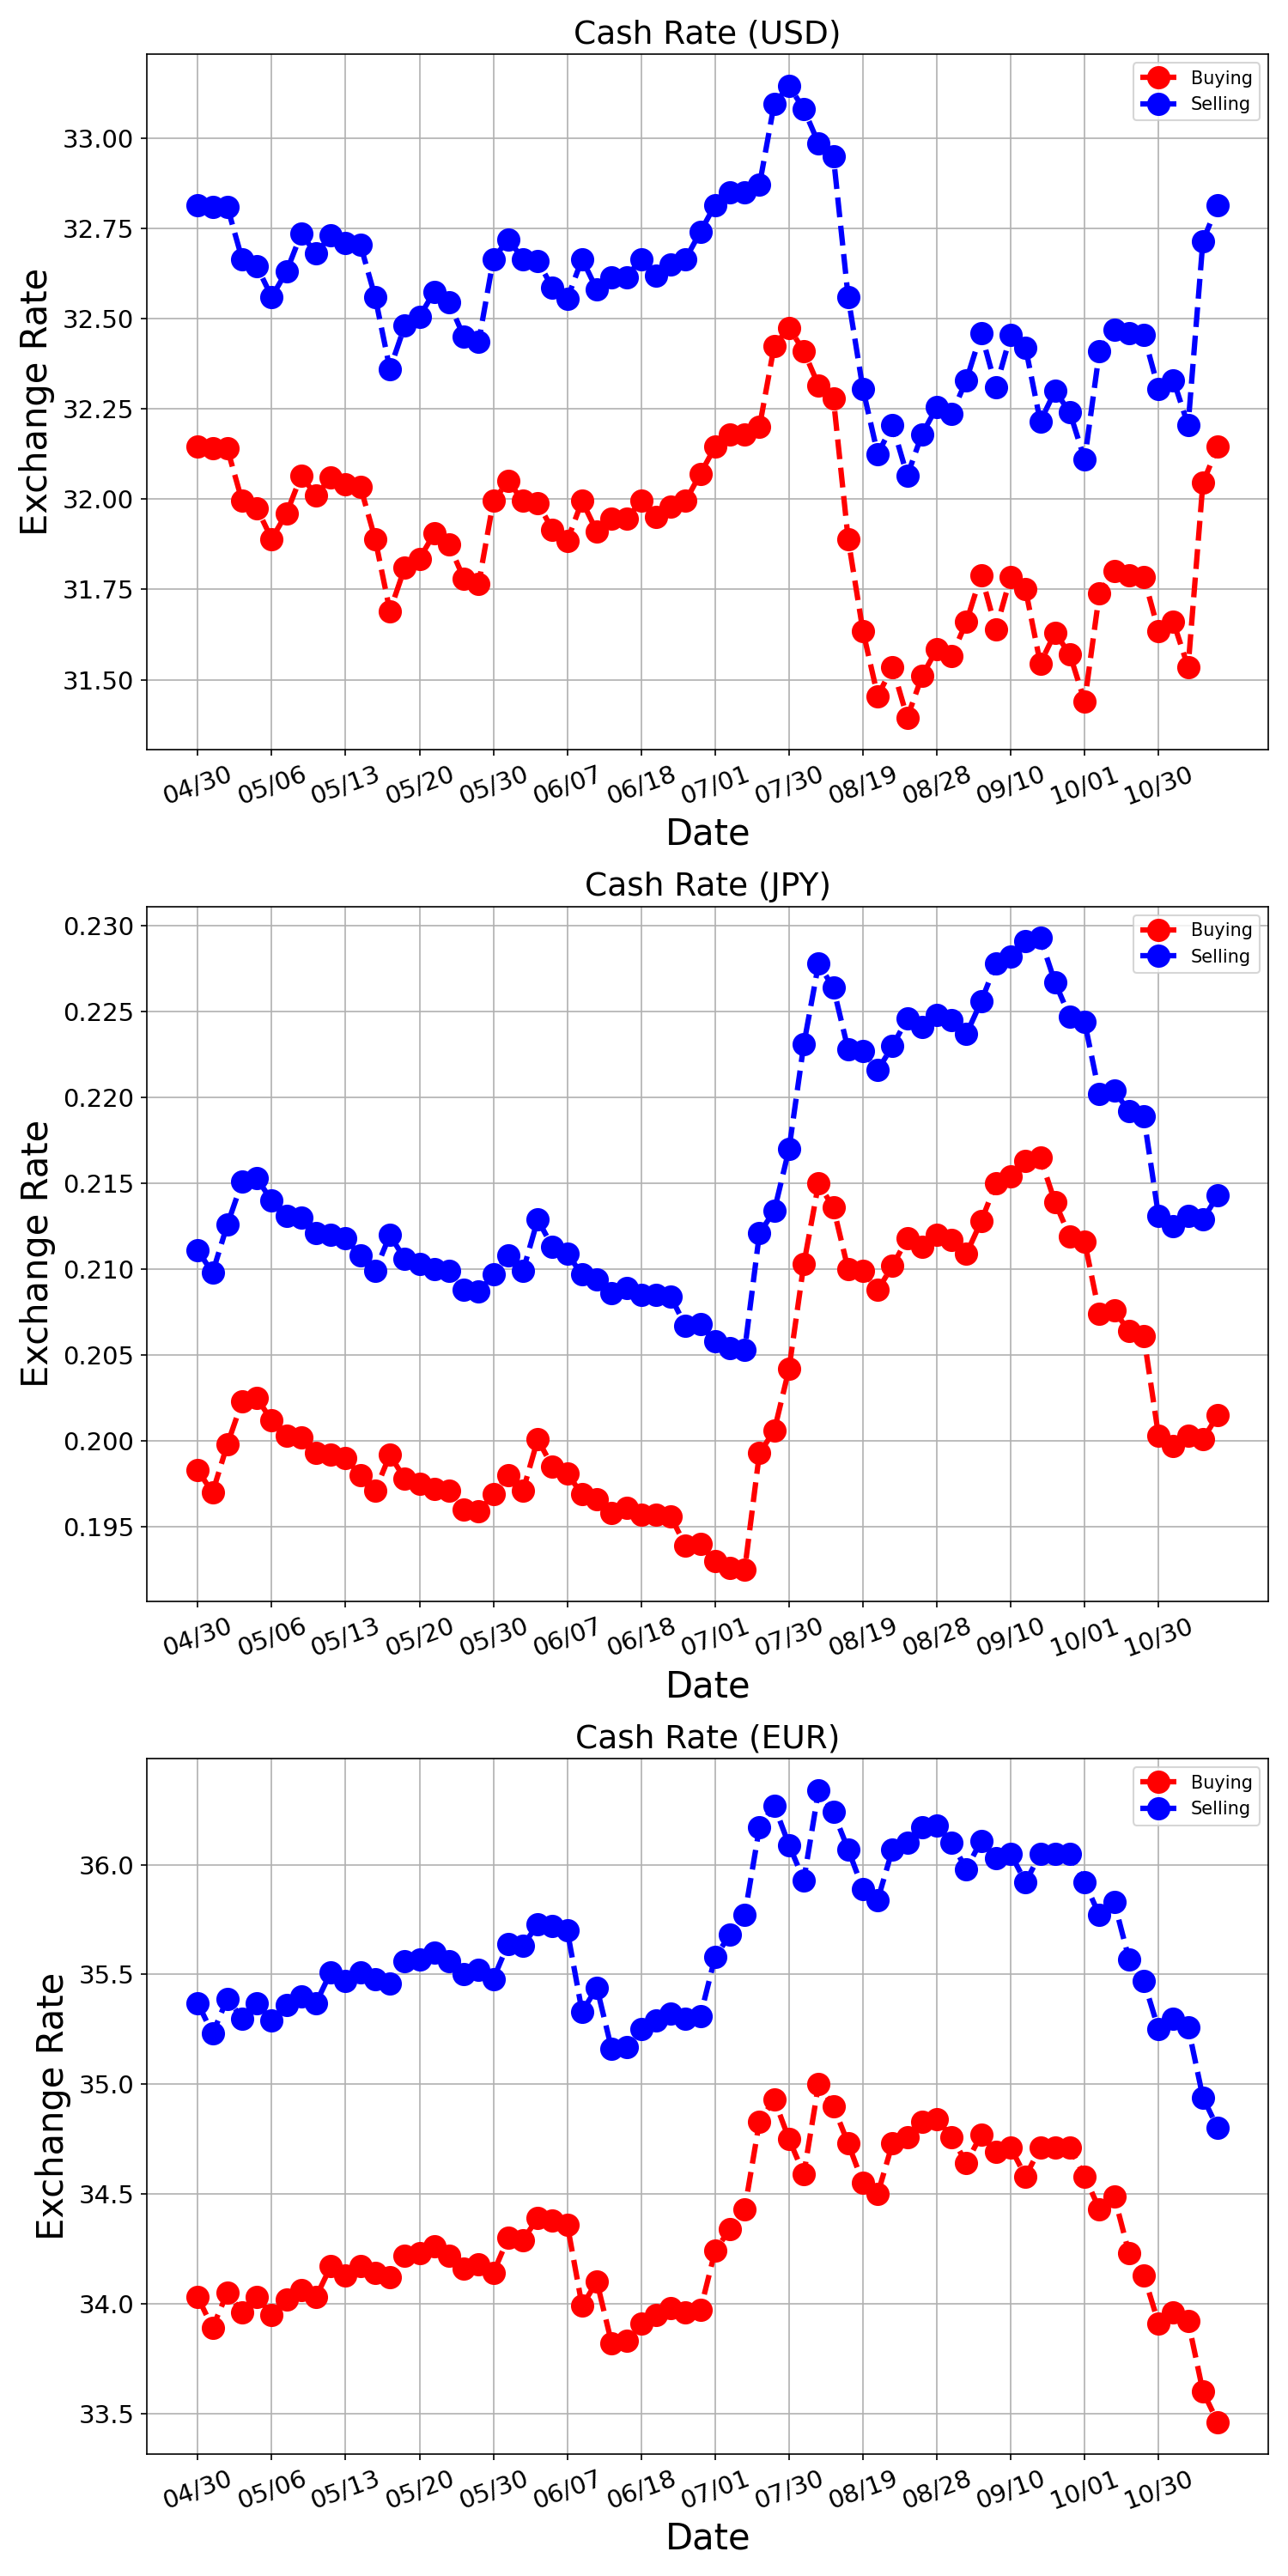 Cash Rate (USD)
Buying
Selling
Exchange Rate
33.00
32.75
32.50
32.25
32.00
31.75
31.50
04/30 05/06 05/13 05/20 05/30 06/07 06/18 07/01 07/30 08/19 08/28 09/10 10/01 10/30
Date
Cash Rate (JPY)
Buying
Selling
Exchange Rate
0.230
0.225
0.220
0.215
0.210
0.205
0.200
0.195
04/30 05/06 05/13 05/20 05/30 06/07 06/18 07/01 07/30 08/19 08/28 09/10 10/01 10/30
Date
Cash Rate (EUR)
Buying
Selling
Exchange Rate
36.0
35.5
35.0
34.5
34.0
33.5
04/30 05/06 05/13 05/20 05/30 06/07 06/18 07/01 07/30 08/19 08/28 09/10 10/01 10/30
Date